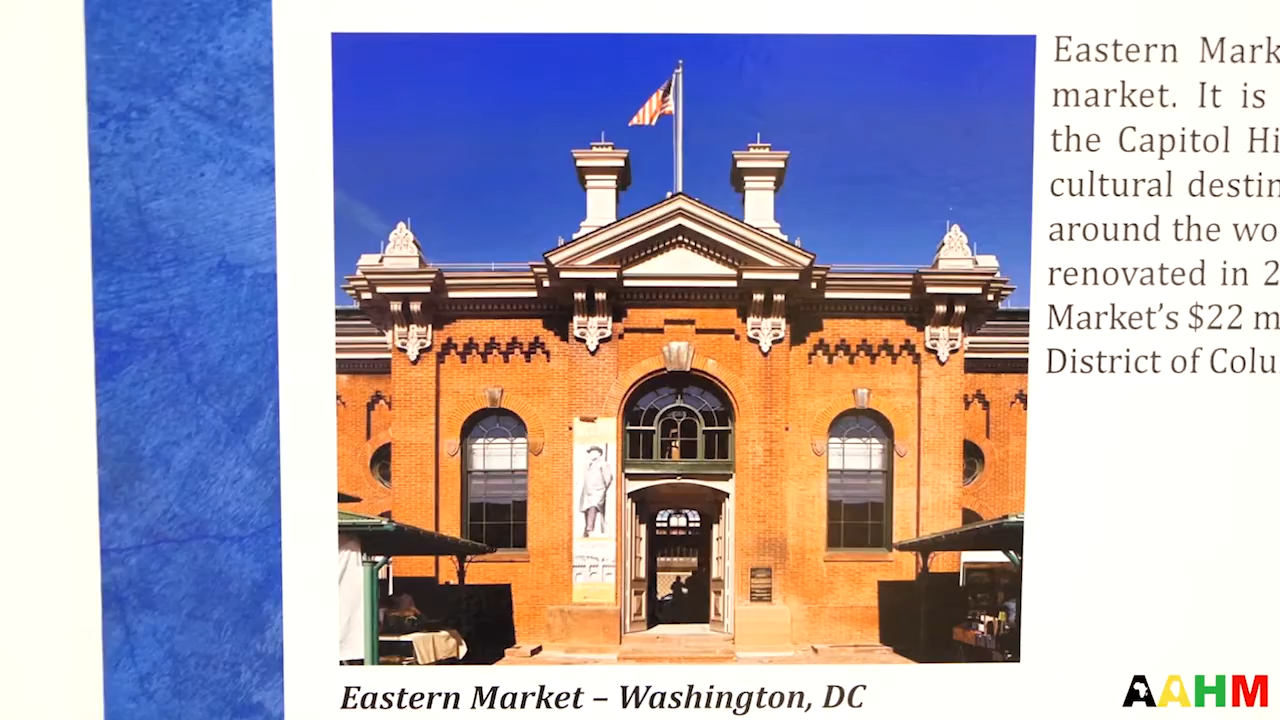 Eastern Mark
market. It is
the Capitol Hi
cultural destin
around the wo
renovated in 2
Market's $22 m
District of Colu
Eastern Market – Washington, DC
AAHM